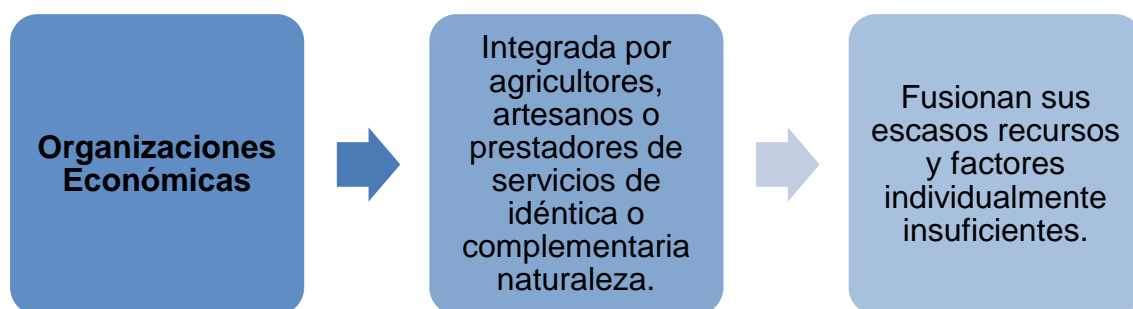 Organizaciones
Económicas
Integrada por
agricultores,
artesanos o
prestadores de
servicios de
idéntica o
complementaria
naturaleza.
Fusionan sus
escasos recursos
y factores
individualmente
insuficientes.